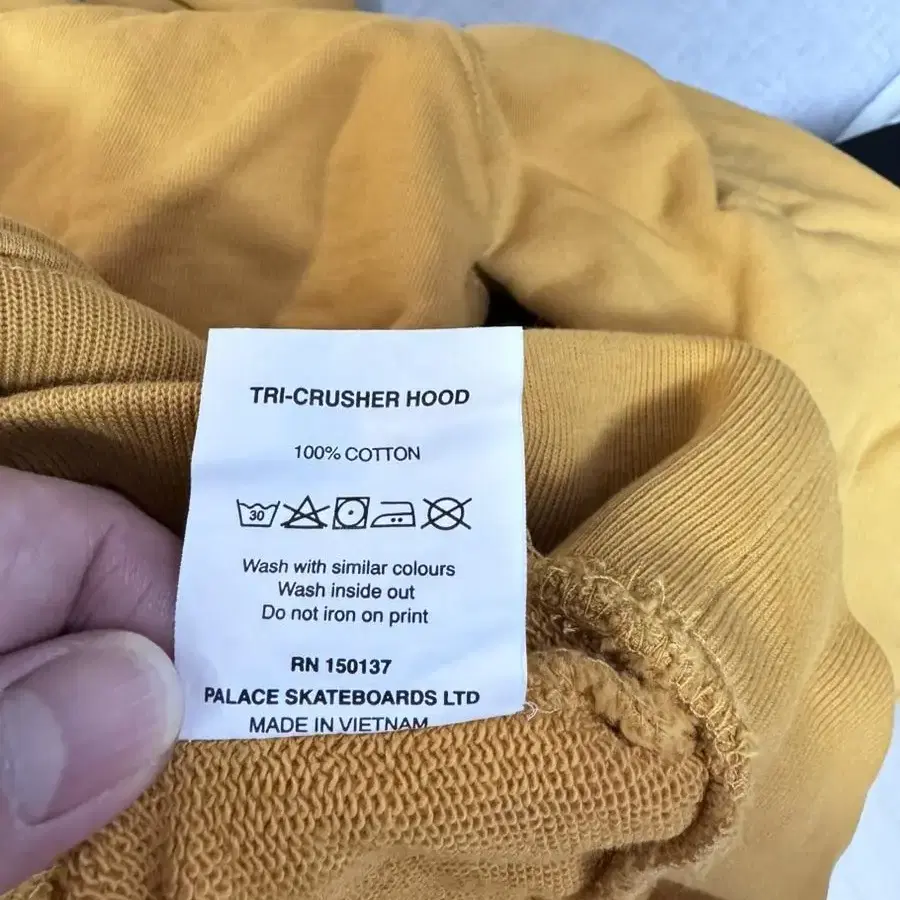 TRI-CRUSHER HOOD
100% COTTON
30
Wash with similar colours
Wash inside out
Do not iron on print
RN 150137
PALACE SKATEBOARDS LTD
MADE IN VIETNAM